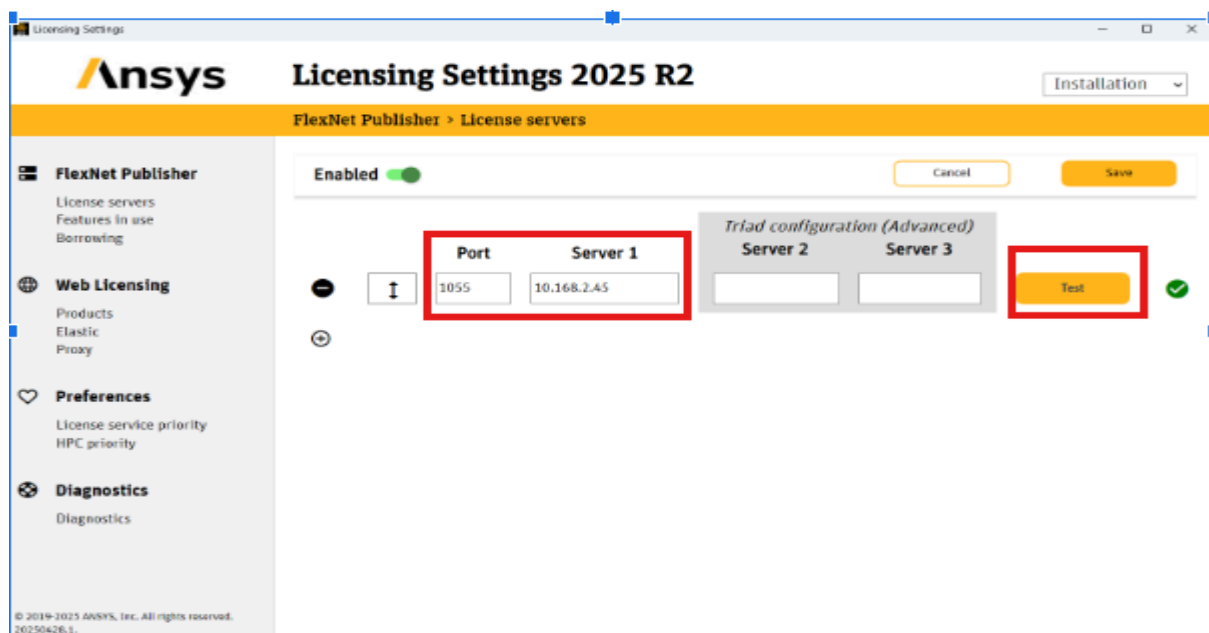 Licensing Settings
Ansys
Licensing Settings 2025 R2
Installation
FlexNet Publisher > License servers
FlexNet Publisher
License servers
Features in use
Borrowing
Web Licensing
Products
Elastic
Proxy
Preferences
License service priority
HPC priority
Diagnostics
Diagnostics
© 2019-2025 ANSYS, Inc. All rights reserved.
20250428.1.
Enabled
Cancel
Save
Triad configuration (Advanced)
Port Server 1 Server 2 Server 3
1055 10.168.2.45 Test